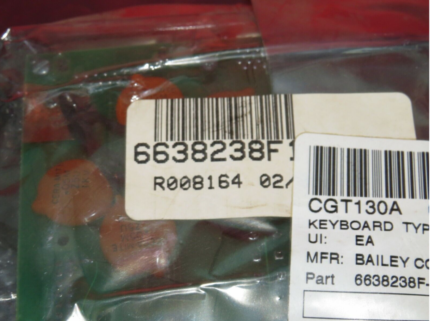 6638238F1
R008164 02/
CGT130A
KEYBOARD TYP
UI: EA
MFR: BAILEY CO
Part 6638238F-